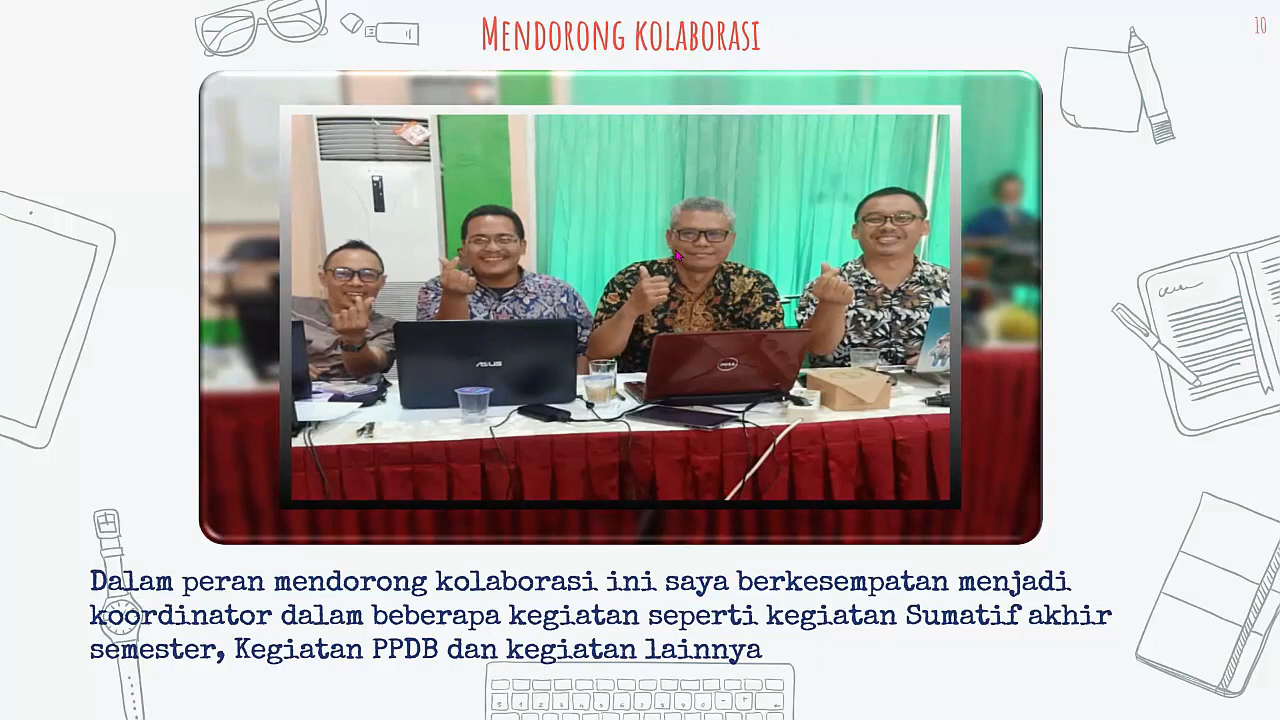 Mendorong kolaborasi
10
ASUS
DELL
Dalam peran mendorong kolaborasi ini saya berkesempatan menjadi
koordinator dalam beberapa kegiatan seperti kegiatan Sumatif akhir
semester, Kegiatan PPDB dan kegiatan lainnya